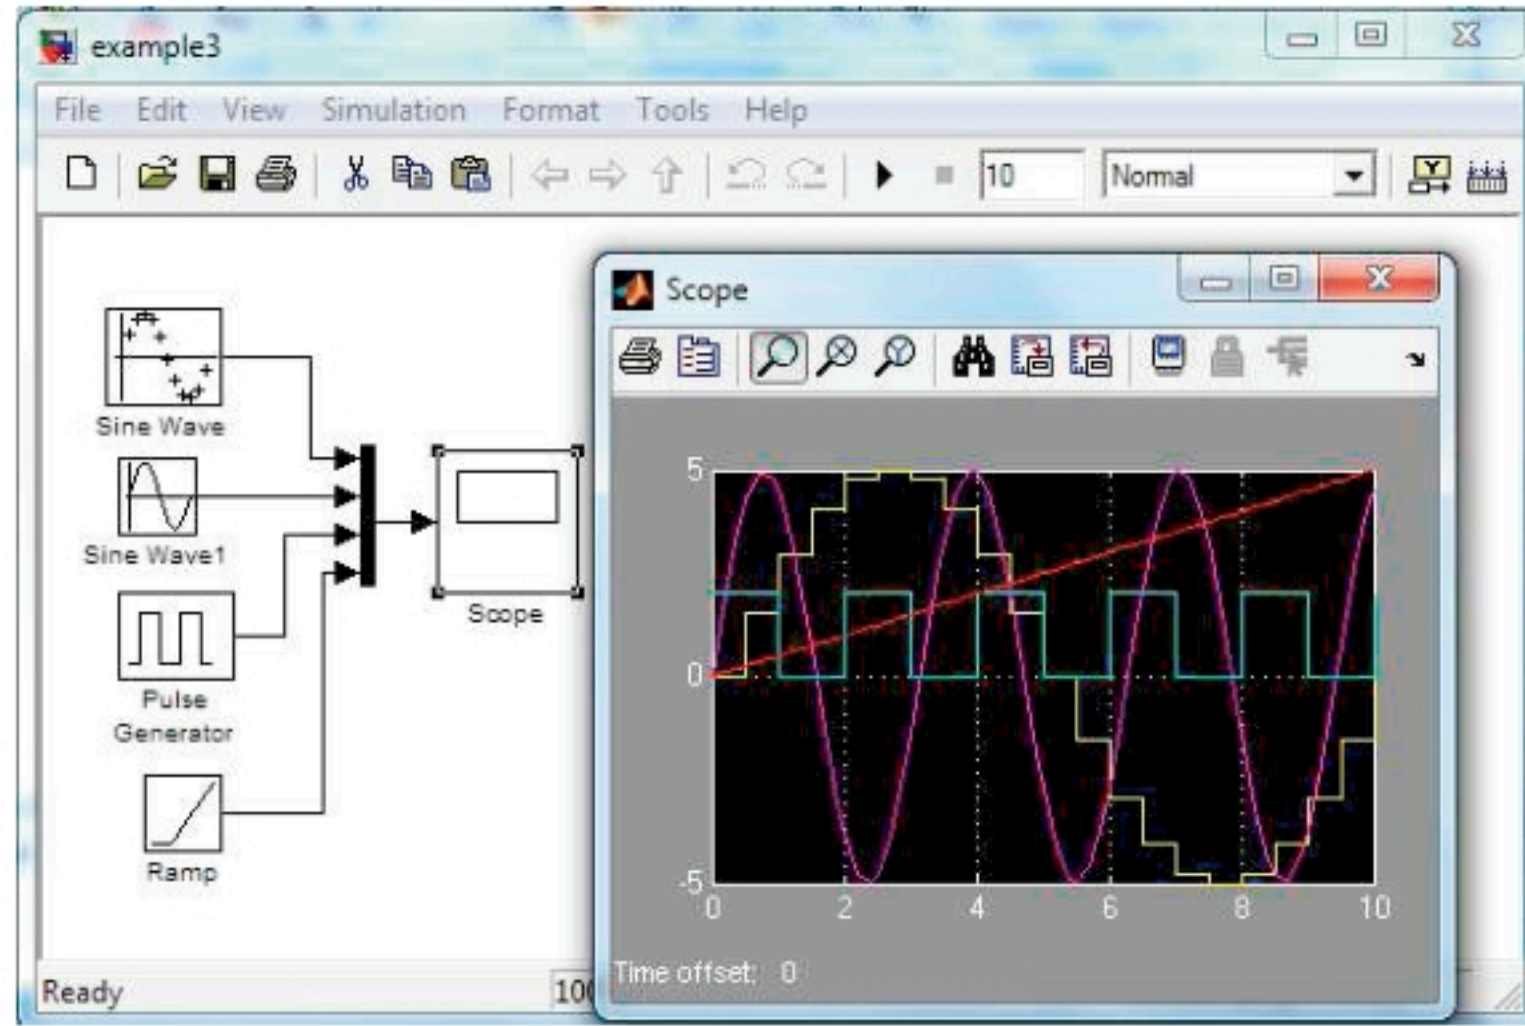 example3
File Edit View Simulation Format Tools Help
10 Normal
Sine Wave
Sine Wave1
Pulse
Generator
Ramp
Scope
Scope
5
0
-5
0 2 4 6 8 10
Time offset: 0
Ready